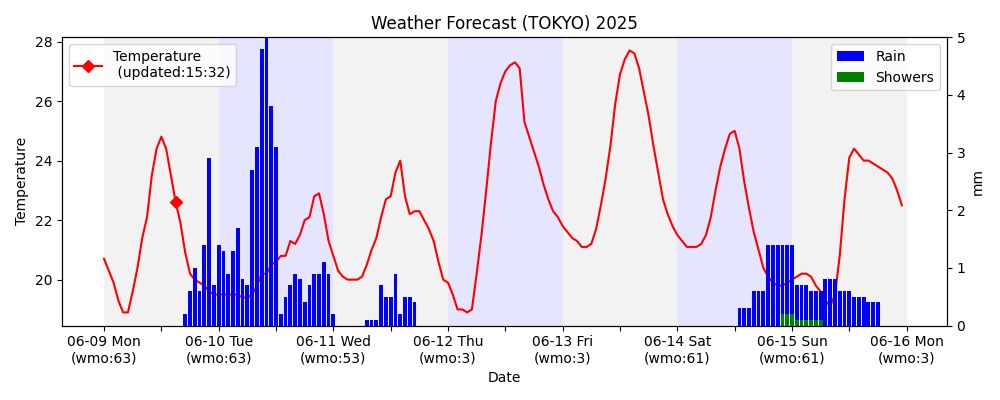 Weather Forecast (TOKYO) 2025
Temperature
(updated:15:32)
Rain
Showers
28
26
24
22
20
Temperature
5
4
3
2
1
0
mm
06-09 Mon
(wmo:63)
06-10 Tue
(wmo:63)
06-11 Wed
(wmo:53)
06-12 Thu
(wmo:3)
06-13 Fri
(wmo:3)
06-14 Sat
(wmo:61)
06-15 Sun
(wmo:61)
06-16 Mon
(wmo:3)
Date